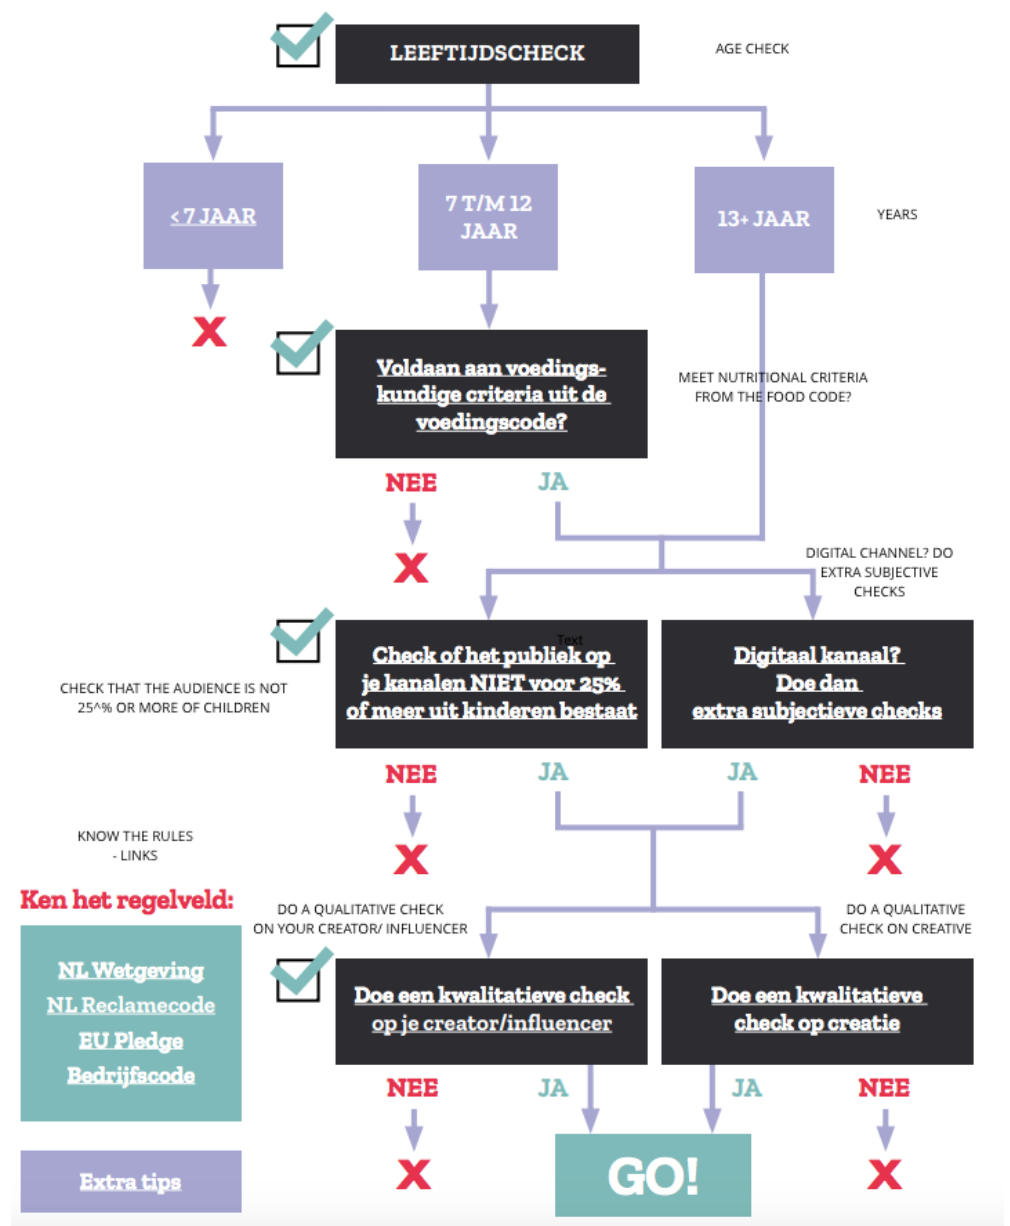 LEEFTIJDSCHECK
AGE CHECK
< 7 JAAR
7 T/M 12
JAAR
13+ JAAR
YEARS
X
Voldaan aan voedings-
kundige criteria uit de
voedingscode?
MEET NUTRITIONAL CRITERIA
FROM THE FOOD CODE?
NEE
JA
X
DIGITAL CHANNEL? DO
EXTRA SUBJECTIVE
CHECKS
Text
Check of het publiek op
je kanalen NIET voor 25%
of meer uit kinderen bestaat
Digitaal kanaal?
Doe dan
extra subjectieve checks
CHECK THAT THE AUDIENCE IS NOT
25^% OR MORE OF CHILDREN
NEE
JA
JA
NEE
X
X
KNOW THE RULES
- LINKS
Ken het regelveld:
NL Wetgeving
NL Reclamecode
EU Pledge
Bedrijfscode
Extra tips
DO A QUALITATIVE CHECK
ON YOUR CREATOR/ INFLUENCER
DO A QUALITATIVE
CHECK ON CREATIVE
Doe een kwalitatieve check
op je creator/influencer
Doe een kwalitatieve
check op creatie
NEE
JA
JA
NEE
X
GO!
X